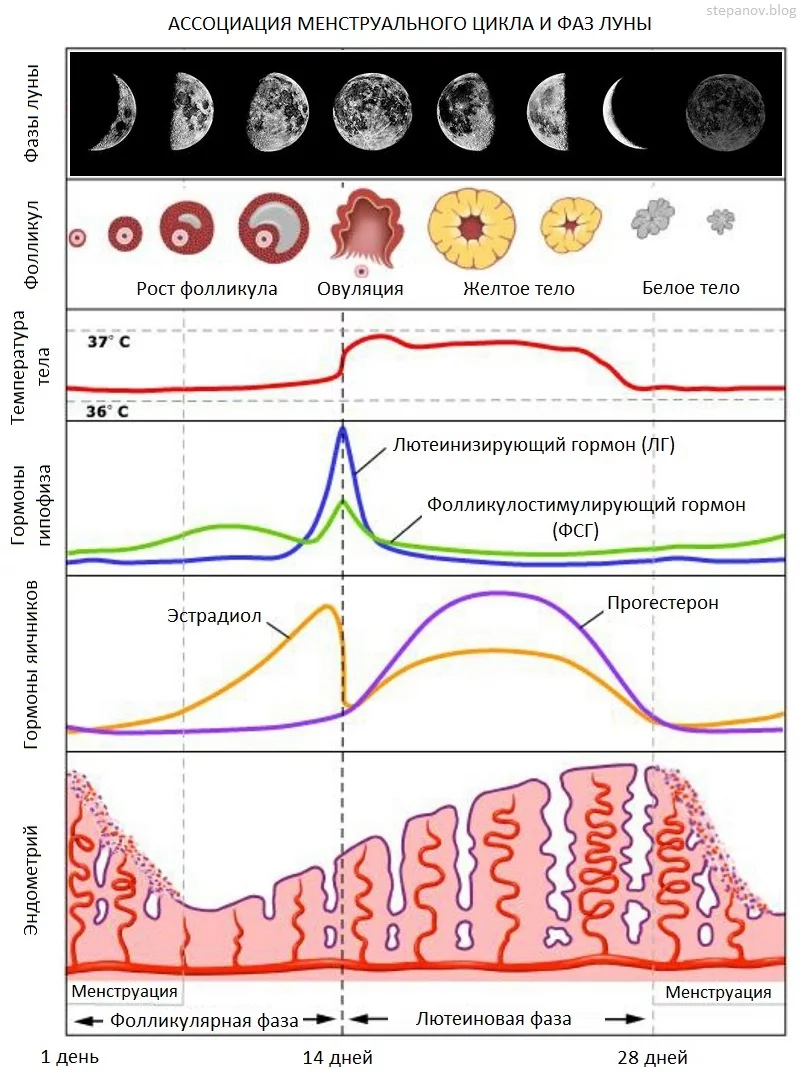 stepanov.blog
АССОЦИАЦИЯ МЕНСТРУАЛЬНОГО ЦИКЛА И ФАЗ ЛУНЫ
Фазы луны
Фолликул
Рост фолликула
Овуляция
Желтое тело
Белое тело
Температура
тела
37° C
36° C
Гормоны
гипофиза
Лютеинизирующий гормон (ЛГ)
Фолликулостимулирующий гормон
(ФСГ)
Гормоны яичников
Эстрадиол
Прогестерон
Эндометрий
Менструация
Менструация
Фолликулярная фаза
Лютеиновая фаза
1 день
14 дней
28 дней